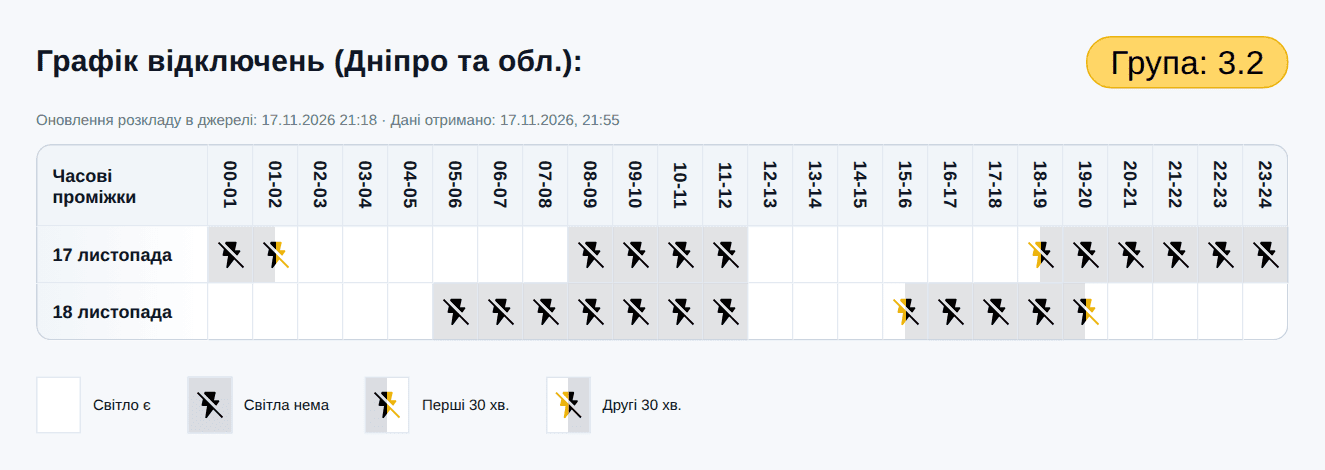 Графік відключень (Дніпро та обл.):
Група: 3.2
Оновлення розкладу в джерелі: 17.11.2026 21:18 · Дані отримано: 17.11.2026, 21:55
Часові
проміжки
00-01 01-02 02-03 03-04 04-05 05-06 06-07 07-08 08-09 09-10 10-11 11-12 12-13 13-14 14-15 15-16 16-17 17-18 18-19 19-20 20-21 21-22 22-23 23-24
17 листопада
18 листопада
Світло є Світла нема Перші 30 хв. Другі 30 хв.